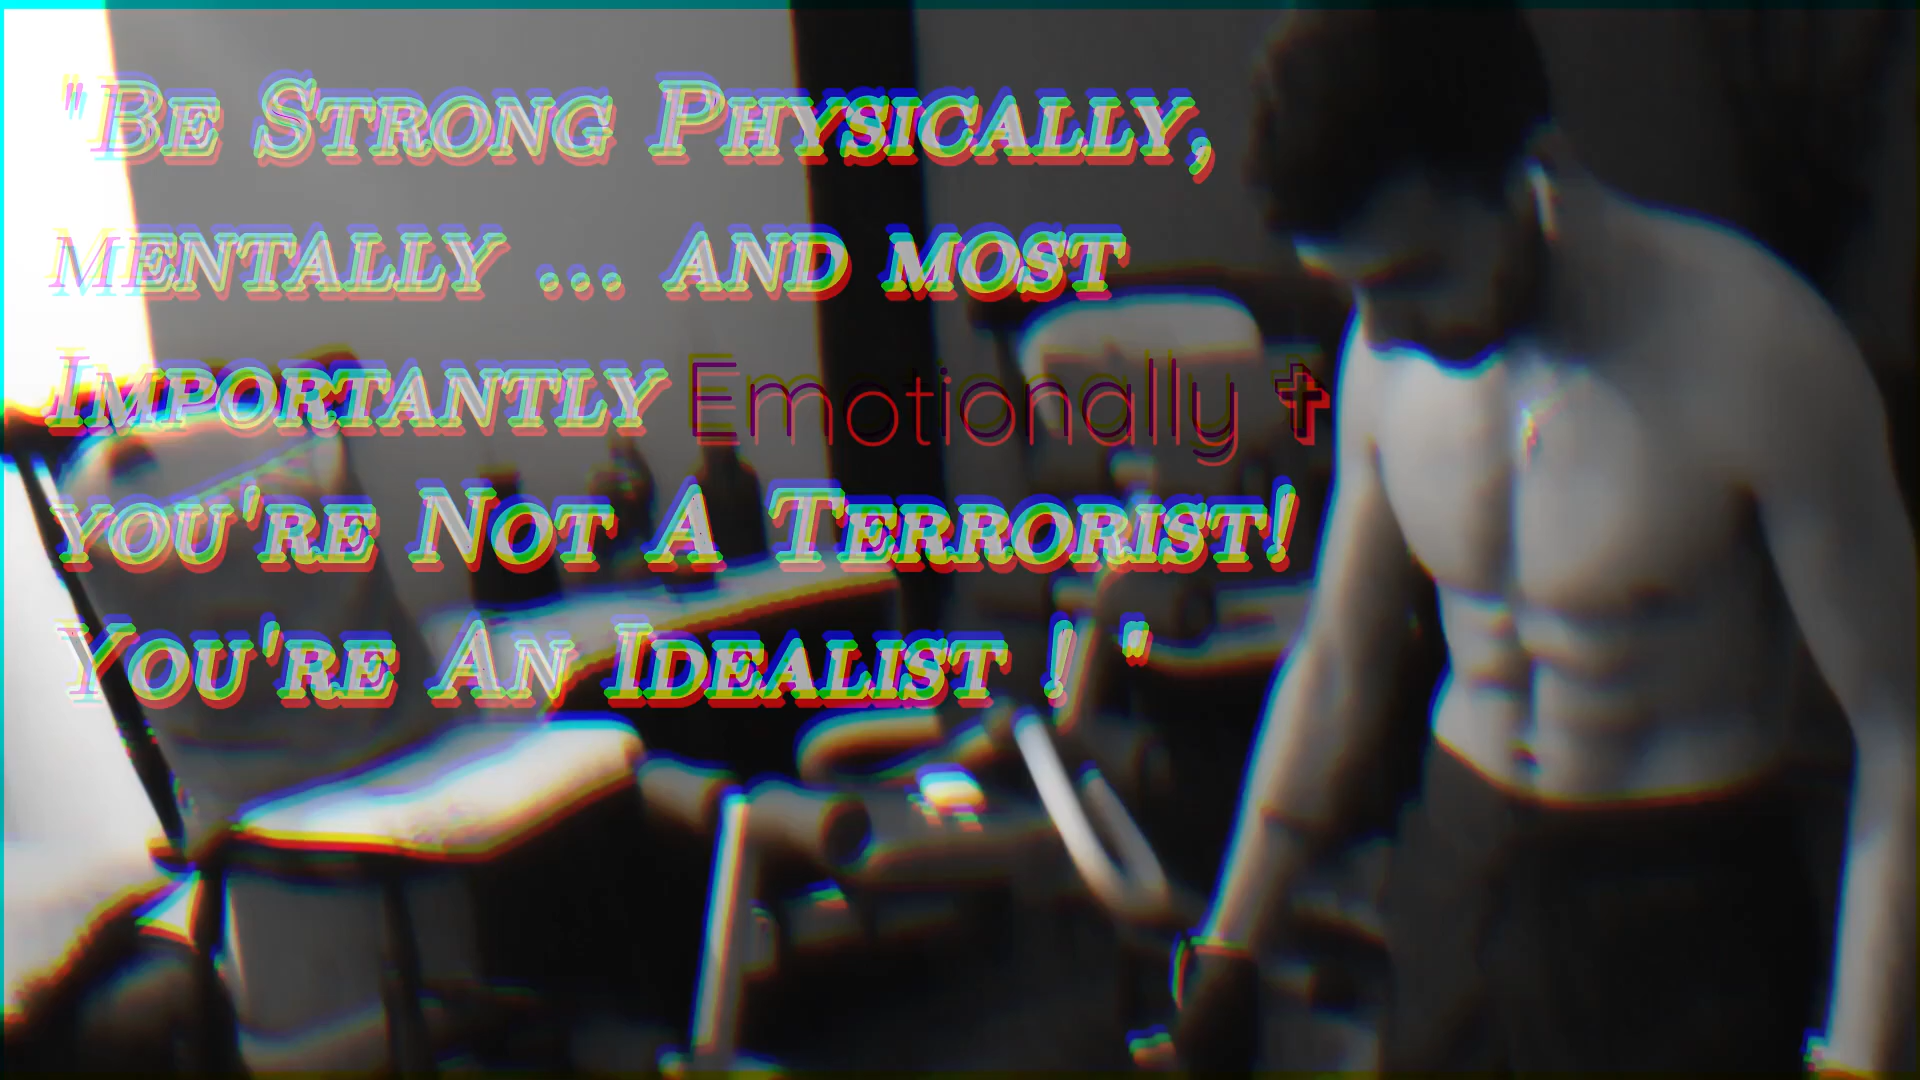 "Be Strong Physically,
mentally ... and most
Importantly Emotionally ✝
you're Not A Terrorist!
You're An Idealist ! "